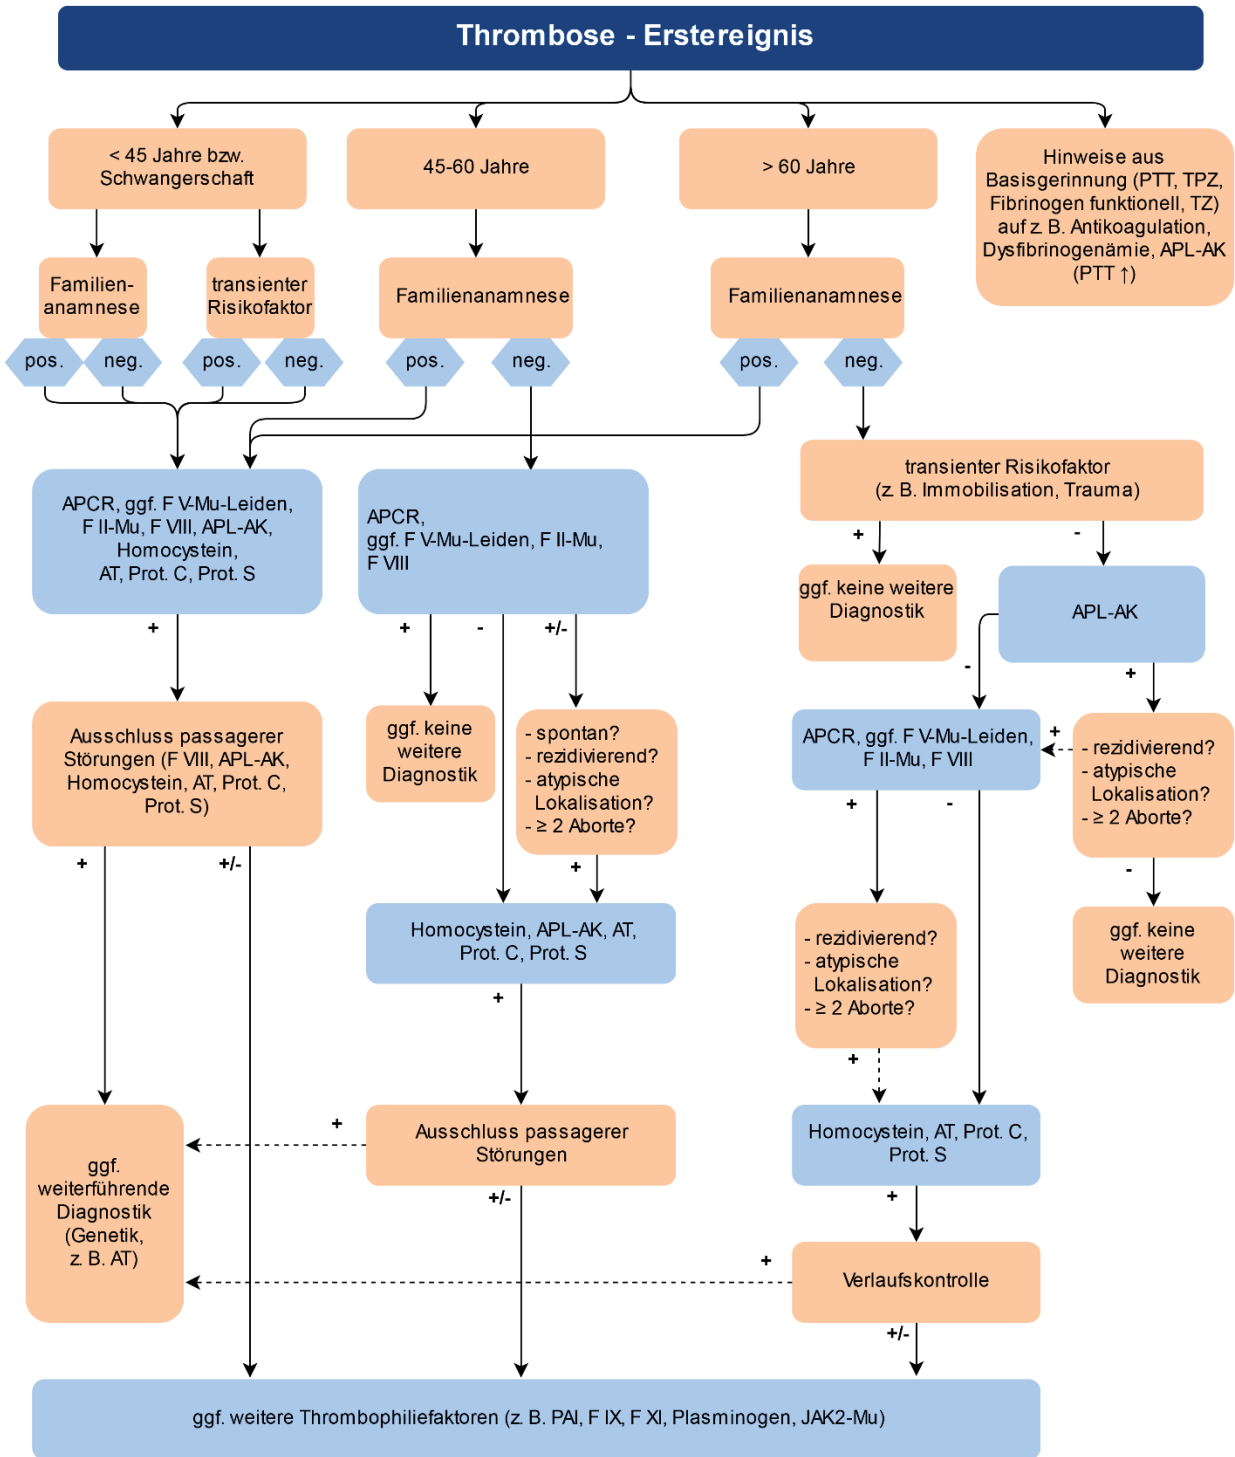 Thrombose - Erstereignis
< 45 Jahre bzw.
Schwangerschaft
45-60 Jahre
> 60 Jahre
Hinweise aus
Basisgerinnung (PTT, TPZ,
Fibrinogen funktionell, TZ)
auf z. B. Antikoagulation,
Dysfibrinogenämie, APL-AK
(PTT ↑)
Familien-
anamnese
transienter
Risikofaktor
Familienanamnese
Familienanamnese
pos.
neg.
pos.
neg.
pos.
neg.
pos.
neg.
transienter Risikofaktor
(z. B. Immobilisation, Trauma)
+
-
APCR, ggf. F V-Mu-Leiden,
F II-Mu, F VIII, APL-AK,
Homocystein,
AT, Prot. C, Prot. S
APCR,
ggf. F V-Mu-Leiden, F II-Mu,
F VIII
ggf. keine weitere
Diagnostik
APL-AK
+
+
-
+/-
-
+
Ausschluss passagerer
Störungen (F VIII, APL-AK,
Homocystein, AT, Prot. C,
Prot. S)
ggf. keine
weitere
Diagnostik
- spontan?
- rezidivierend?
- atypische
Lokalisation?
- ≥ 2 Aborte?
APCR, ggf. F V-Mu-Leiden,
F II-Mu, F VIII
+
- rezidivierend?
- atypische
Lokalisation?
- ≥ 2 Aborte?
+
+/-
+
+
-
-
Homocystein, APL-AK, AT,
Prot. C, Prot. S
- rezidivierend?
- atypische
Lokalisation?
- ≥ 2 Aborte?
ggf. keine
weitere
Diagnostik
+
+
ggf.
weiterführende
Diagnostik
(Genetik,
z. B. AT)
+
Ausschluss passagerer
Störungen
Homocystein, AT, Prot. C,
Prot. S
+/-
+
+
Verlaufskontrolle
+/-
ggf. weitere Thrombophiliefaktoren (z. B. PAI, F IX, F XI, Plasminogen, JAK2-Mu)